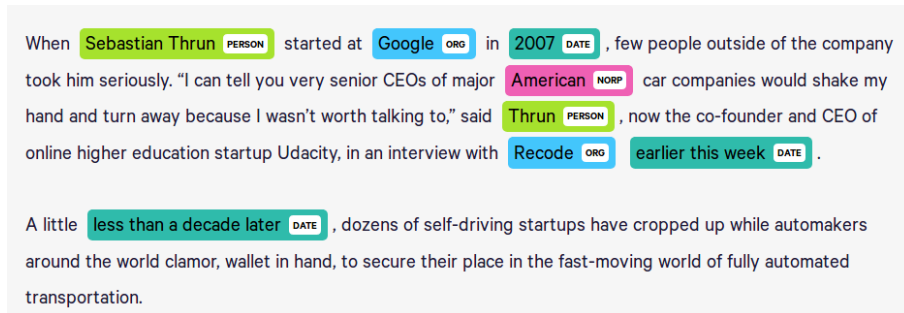 When Sebastian Thrun PERSON started at Google ORG in 2007 DATE , few people outside of the company
took him seriously. “I can tell you very senior CEOs of major American NORP car companies would shake my
hand and turn away because I wasn’t worth talking to,” said Thrun PERSON , now the co-founder and CEO of
online higher education startup Udacity, in an interview with Recode ORG earlier this week DATE .
A little less than a decade later DATE , dozens of self-driving startups have cropped up while automakers
around the world clamor, wallet in hand, to secure their place in the fast-moving world of fully automated
transportation.